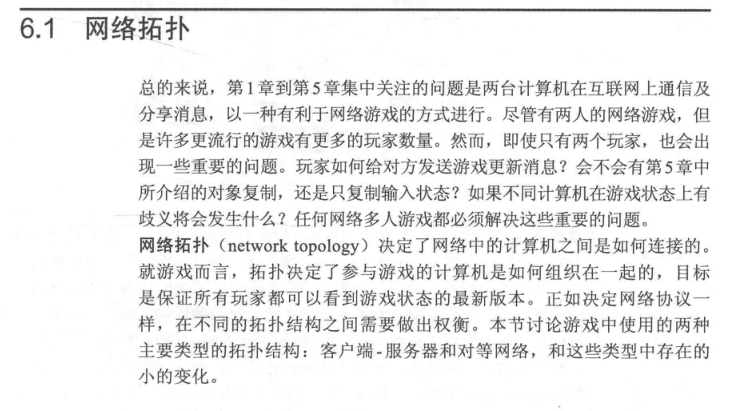 6.1 网络拓扑
总的来说，第1章到第5章集中关注的问题是两台计算机在互联网上通信及
分享消息，以一种有利于网络游戏的方式进行。尽管有两人的网络游戏，但
是许多更流行的游戏有更多的玩家数量。然而，即使只有两个玩家，也会出
现一些重要的问题。玩家如何给对方发送游戏更新消息？会不会有第5章中
所介绍的对象复制，还是只复制输入状态？如果不同计算机在游戏状态上有
歧义将会发生什么？任何网络多人游戏都必须解决这些重要的问题。
网络拓扑（network topology）决定了网络中的计算机之间是如何连接的。
就游戏而言，拓扑决定了参与游戏的计算机是如何组织在一起的，目标
是保证所有玩家都可以看到游戏状态的最新版本。正如决定网络协议一
样，在不同的拓扑结构之间需要做出权衡。本节讨论游戏中使用的两种
主要类型的拓扑结构：客户端-服务器和对等网络，和这些类型中存在的
小的变化。